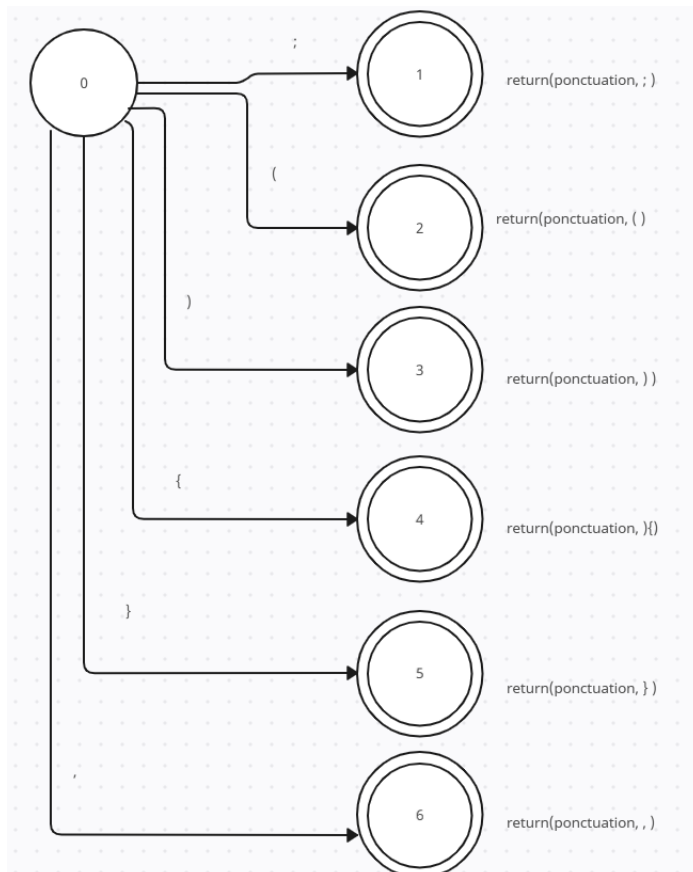 ;
0
1
return(ponctuation, ; )
(
2
return(ponctuation, ( )
)
3
return(ponctuation, ) )
{
4
return(ponctuation, ){)
}
5
return(ponctuation, } )
,
6
return(ponctuation, , )